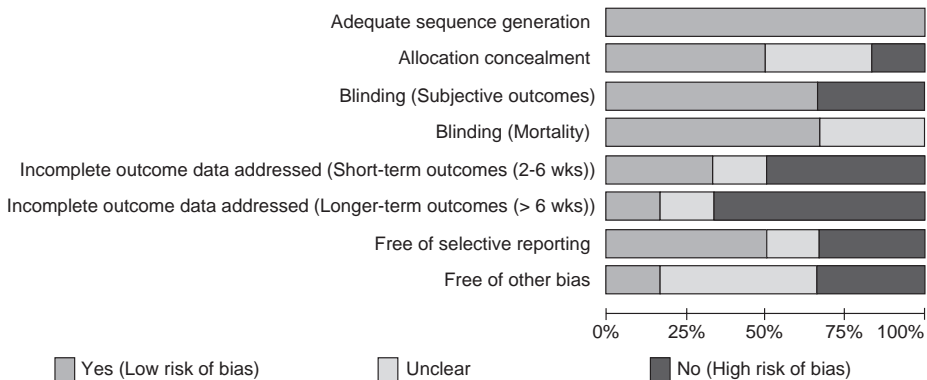 Adequate sequence generation
Allocation concealment
Blinding (Subjective outcomes)
Blinding (Mortality)
Incomplete outcome data addressed (Short-term outcomes (2-6 wks))
Incomplete outcome data addressed (Longer-term outcomes (> 6 wks))
Free of selective reporting
Free of other bias
0% 25% 50% 75% 100%
Yes (Low risk of bias) Unclear No (High risk of bias)